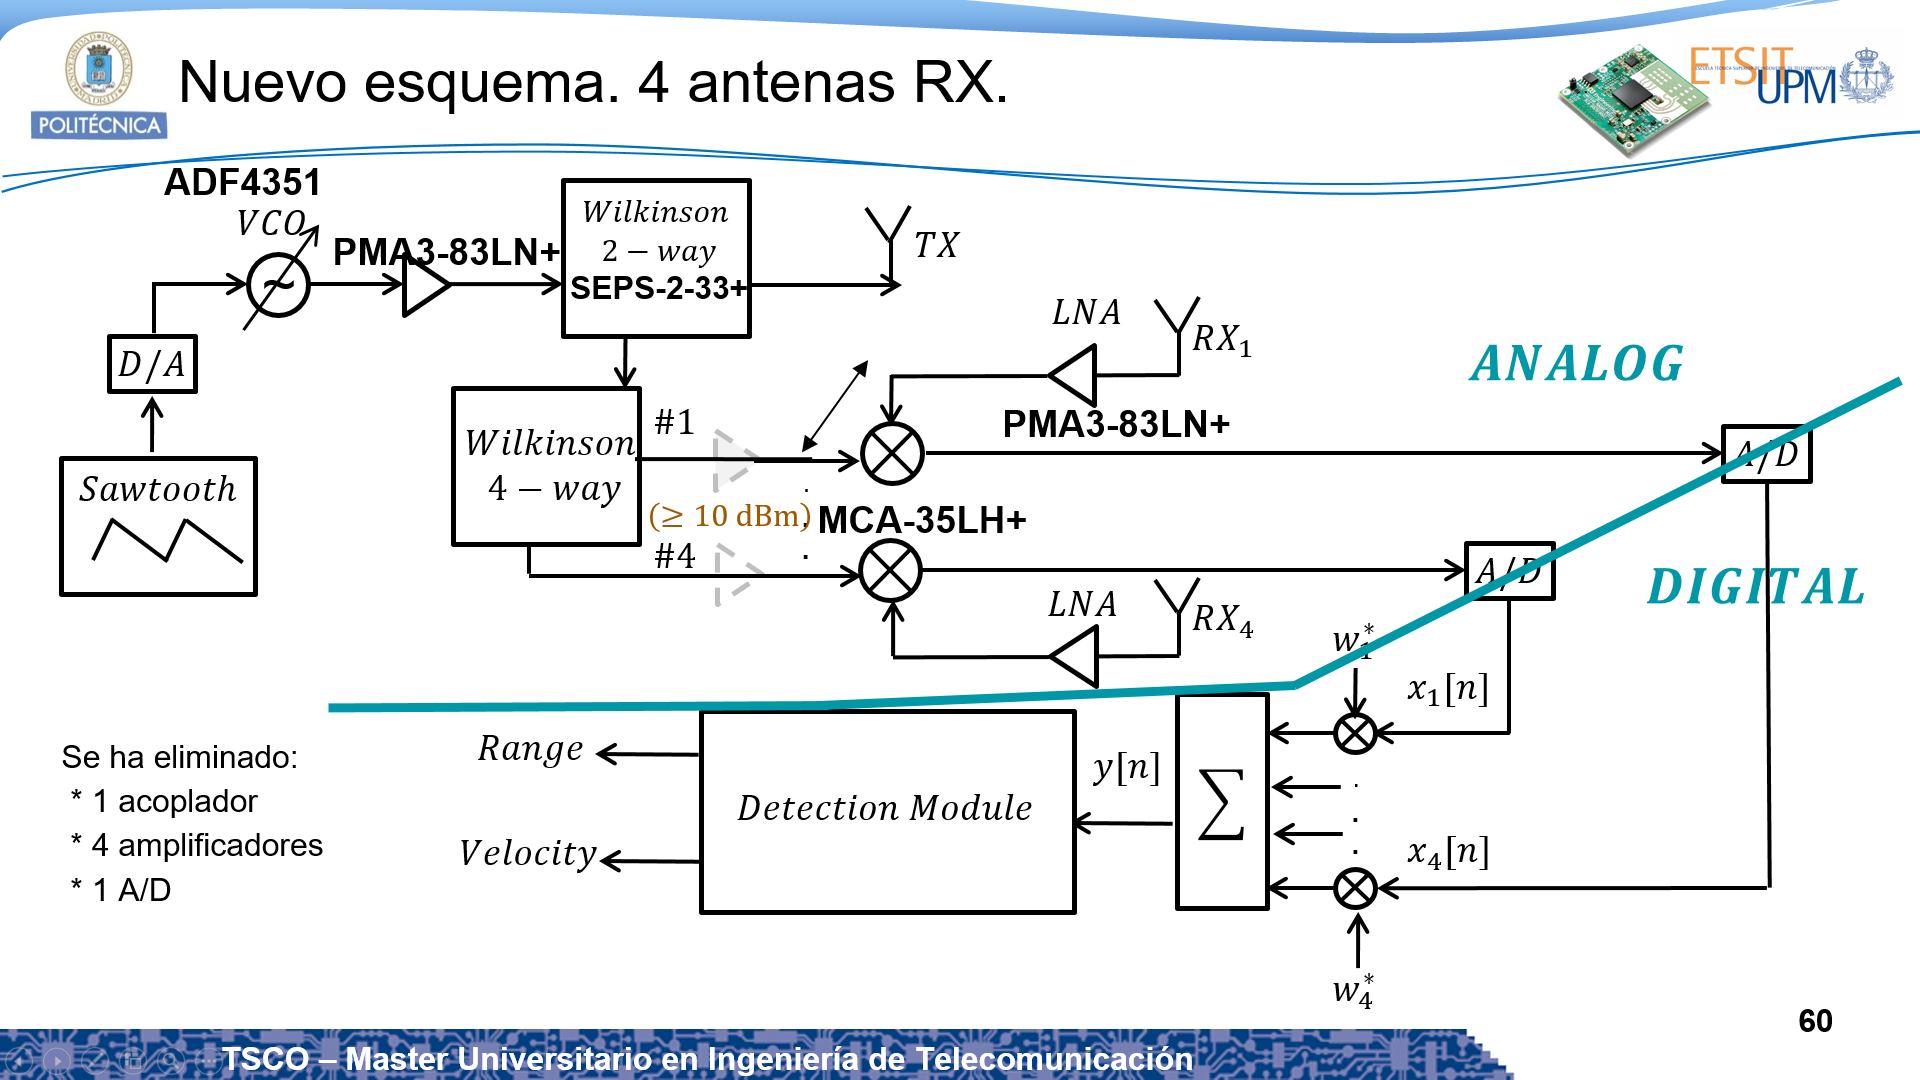 Nuevo esquema. 4 antenas RX.
POLITÉCNICA
ETSIT
UPM
ADF4351
VCO
PMA3-83LN+
Wilkinson
2 − way
SEPS-2-33+
TX
D/A
LNA
RX₁
ANALOG
#1
PMA3-83LN+
Wilkinson
4 − way
A/D
Sawtooth
(≥ 10 dBm)
MCA-35LH+
#4
A/D
DIGITAL
LNA
RX₄
w₁*
x₁[n]
Se ha eliminado:
* 1 acoplador
* 4 amplificadores
* 1 A/D
Range
Velocity
Detection Module
y[n]
∑
x₄[n]
w₄*
60
TSCO – Master Universitario en Ingeniería de Telecomunicación